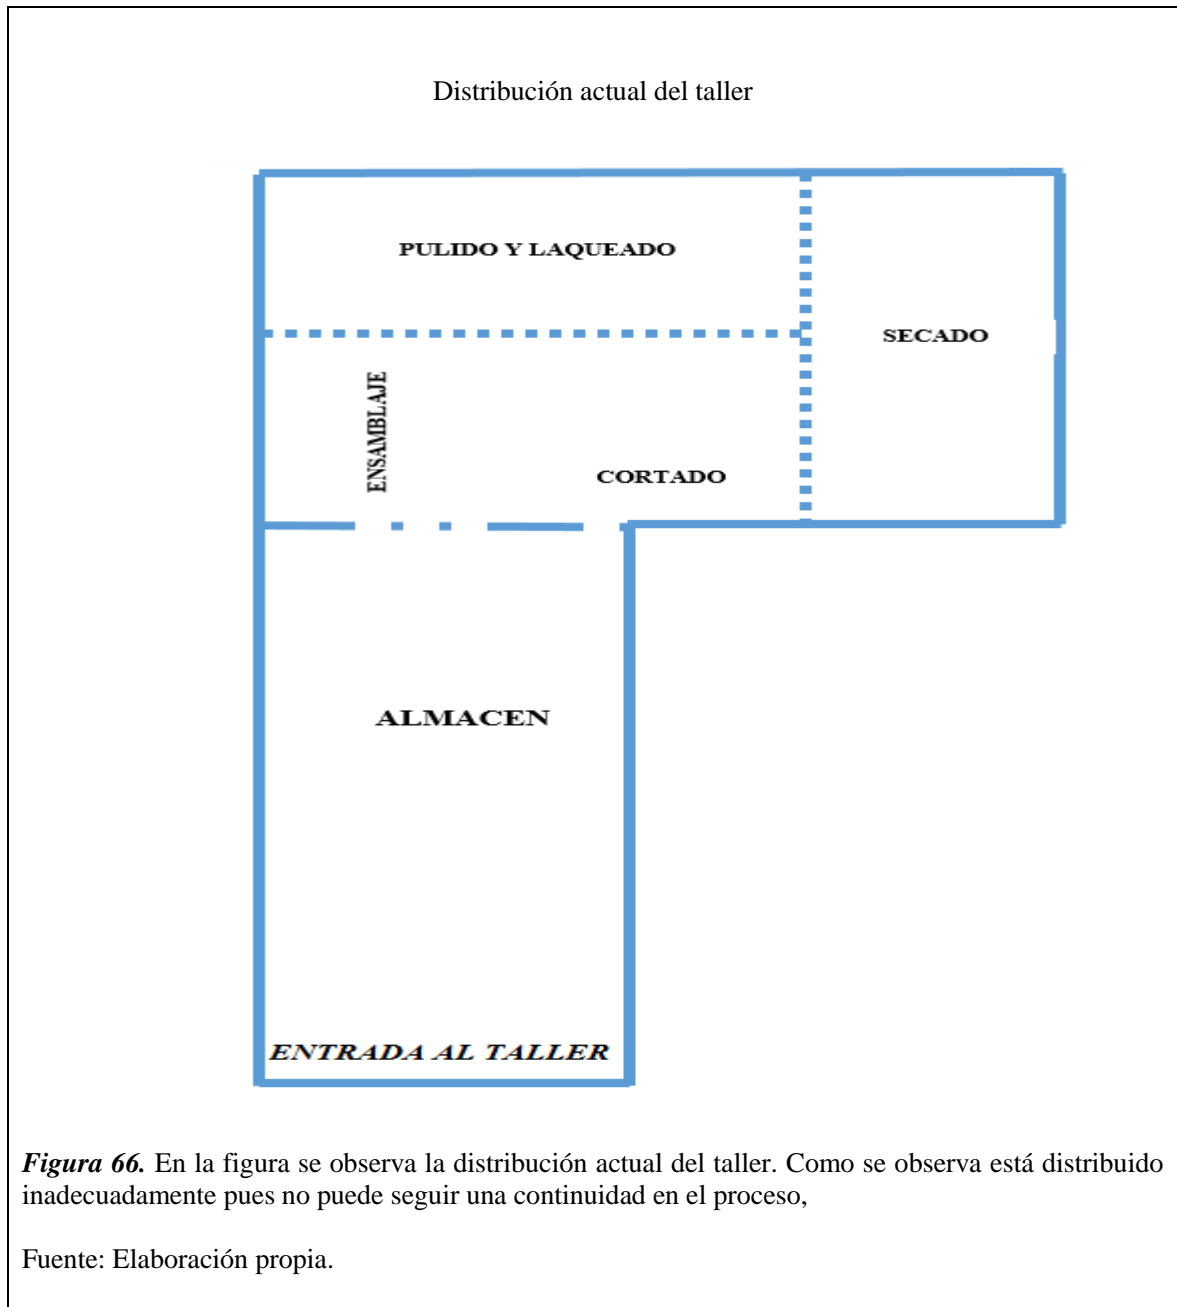 Distribución actual del taller
PULIDO Y LAQUEADO
SECADO
ENSAMBLAJE
CORTADO
ALMACEN
ENTRADA AL TALLER
Figura 66. En la figura se observa la distribución actual del taller. Como se observa está distribuido
inadecuadamente pues no puede seguir una continuidad en el proceso,
Fuente: Elaboración propia.